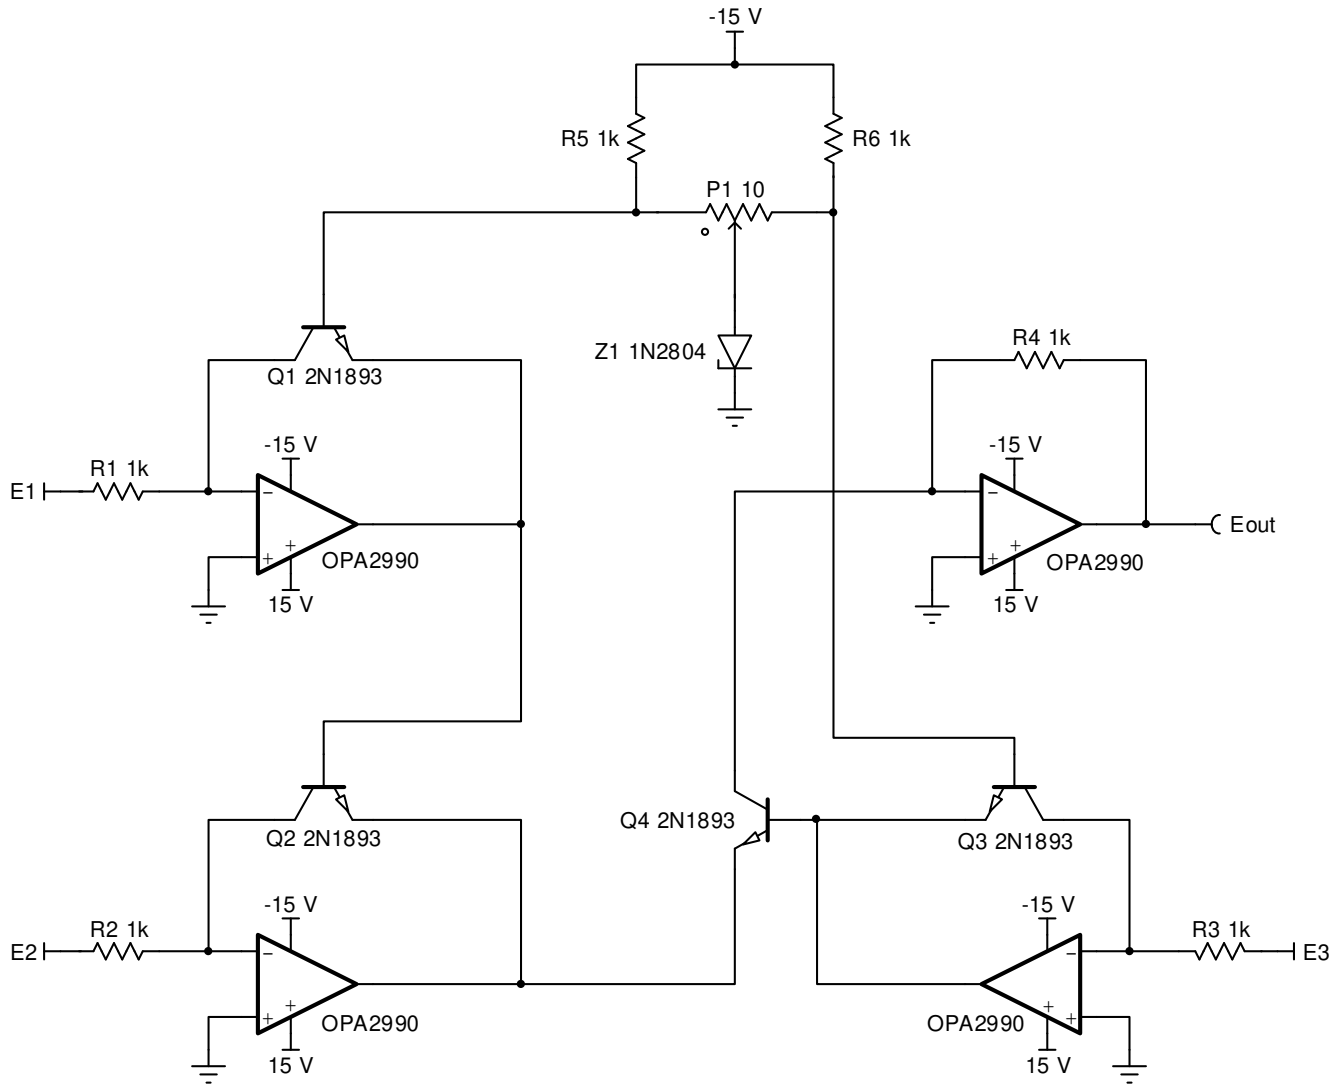 -15 V
R5 1k
R6 1k
P1 10
Z1 1N2804
R4 1k
Q1 2N1893
-15 V
-15 V
R1 1k
E1
OPA2990
15 V
Eout
OPA2990
15 V
Q2 2N1893
Q4 2N1893
Q3 2N1893
-15 V
-15 V
R2 1k
E2
R3 1k
E3
OPA2990
15 V
OPA2990
15 V